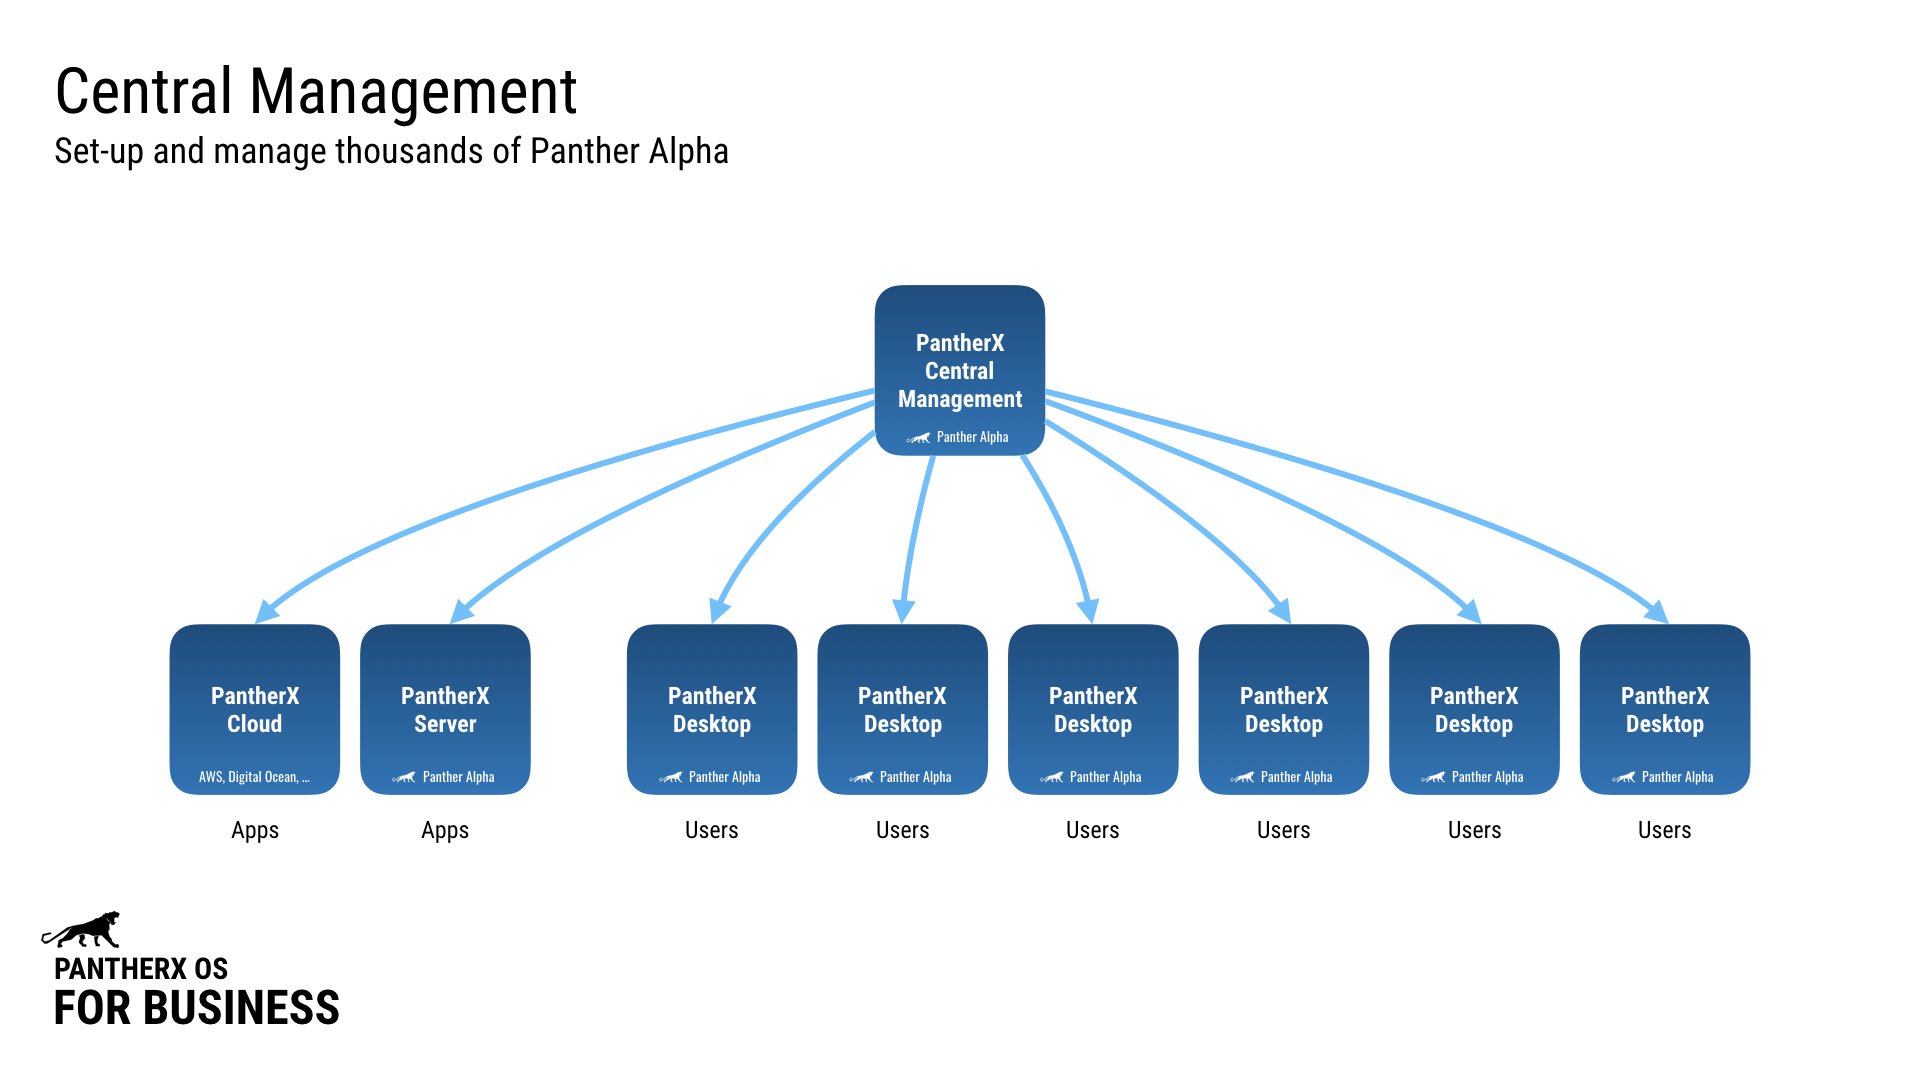 Central Management
Set-up and manage thousands of Panther Alpha
PantherX
Central
Management
Panther Alpha
PantherX
Cloud
AWS, Digital Ocean, ...
Apps
PantherX
Server
Panther Alpha
Apps
PantherX
Desktop
Panther Alpha
Users
PantherX
Desktop
Panther Alpha
Users
PantherX
Desktop
Panther Alpha
Users
PantherX
Desktop
Panther Alpha
Users
PantherX
Desktop
Panther Alpha
Users
PantherX
Desktop
Panther Alpha
Users
PANTHERX OS
FOR BUSINESS